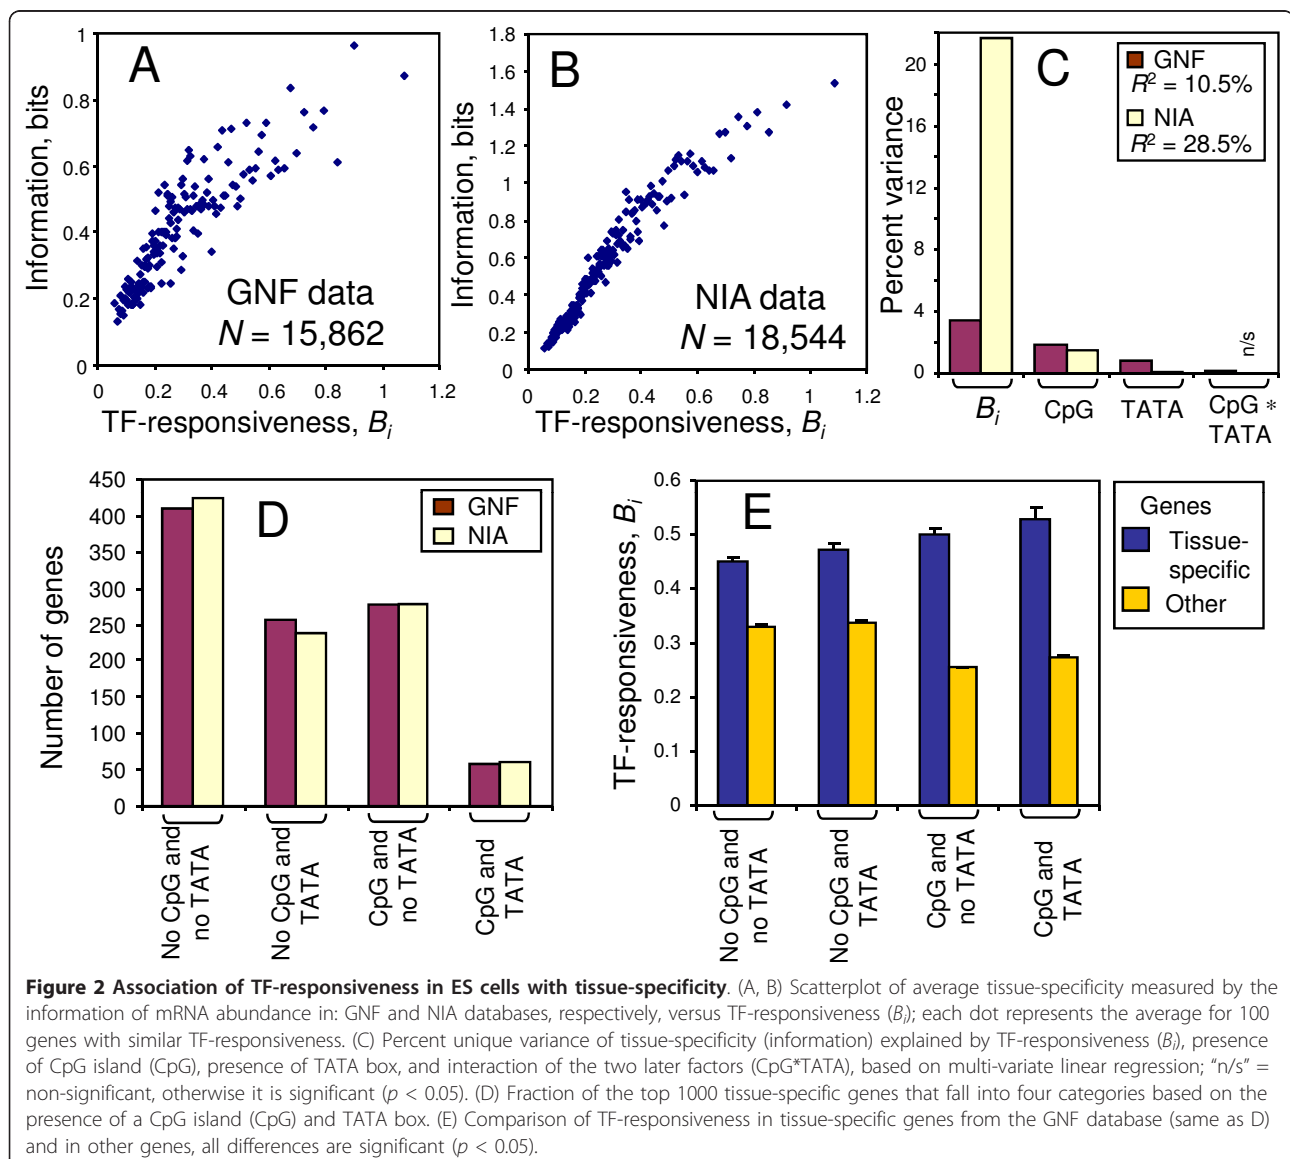 A
Information, bits
1
0.8
0.6
0.4
0.2
0
0 0.2 0.4 0.6 0.8 1 1.2
GNF data
N = 15,862
TF-responsiveness, Bi
B
Information, bits
1.8
1.6
1.4
1.2
1
0.8
0.6
0.4
0.2
0
0 0.2 0.4 0.6 0.8 1 1.2
NIA data
N = 18,544
TF-responsiveness, Bi
C
Percent variance
20
16
12
8
4
0
GNF
R² = 10.5%
NIA
R² = 28.5%
n/s
Bi
CpG
TATA
CpG *
TATA
D
Number of genes
450
400
350
300
250
200
150
100
50
0
GNF
NIA
No CpG and
no TATA
No CpG and
TATA
CpG and
no TATA
CpG and
TATA
E
TF-responsiveness, Bi
0.6
0.5
0.4
0.3
0.2
0.1
0
Genes
Tissue-
specific
Other
No CpG and
no TATA
No CpG and
TATA
CpG and
no TATA
CpG and
TATA
Figure 2 Association of TF-responsiveness in ES cells with tissue-specificity. (A, B) Scatterplot of average tissue-specificity measured by the
information of mRNA abundance in: GNF and NIA databases, respectively, versus TF-responsiveness (Bi); each dot represents the average for 100
genes with similar TF-responsiveness. (C) Percent unique variance of tissue-specificity (information) explained by TF-responsiveness (Bi), presence
of CpG island (CpG), presence of TATA box, and interaction of the two later factors (CpG*TATA), based on multi-variate linear regression; “n/s” =
non-significant, otherwise it is significant (p < 0.05). (D) Fraction of the top 1000 tissue-specific genes that fall into four categories based on the
presence of a CpG island (CpG) and TATA box. (E) Comparison of TF-responsiveness in tissue-specific genes from the GNF database (same as D)
and in other genes, all differences are significant (p < 0.05).